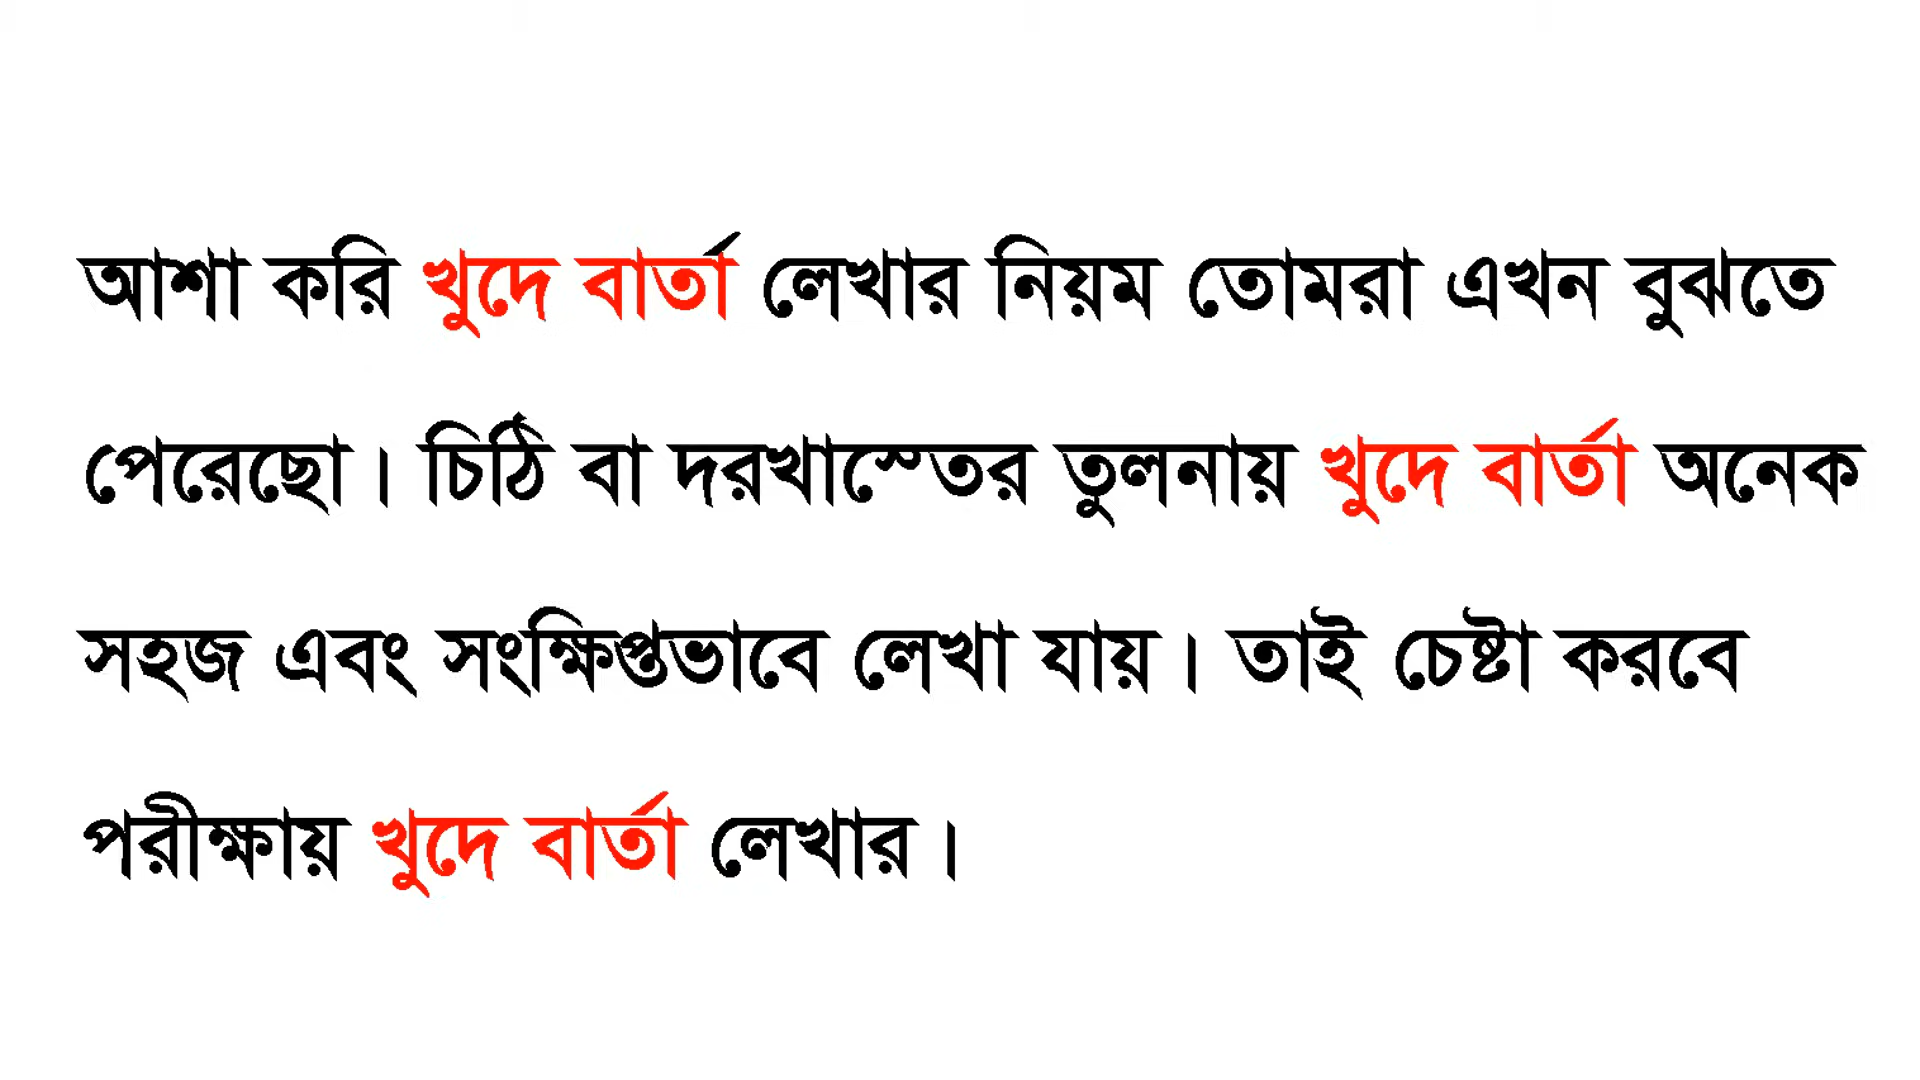 আশা করি খুদে বার্তা লেখার নিয়ম তোমরা এখন বুঝতে
পেরেছো। চিঠি বা দরখাস্তের তুলনায় খুদে বার্তা অনেক
সহজ এবং সংক্ষিপ্তভাবে লেখা যায়। তাই চেষ্টা করবে
পরীক্ষায় খুদে বার্তা লেখার।